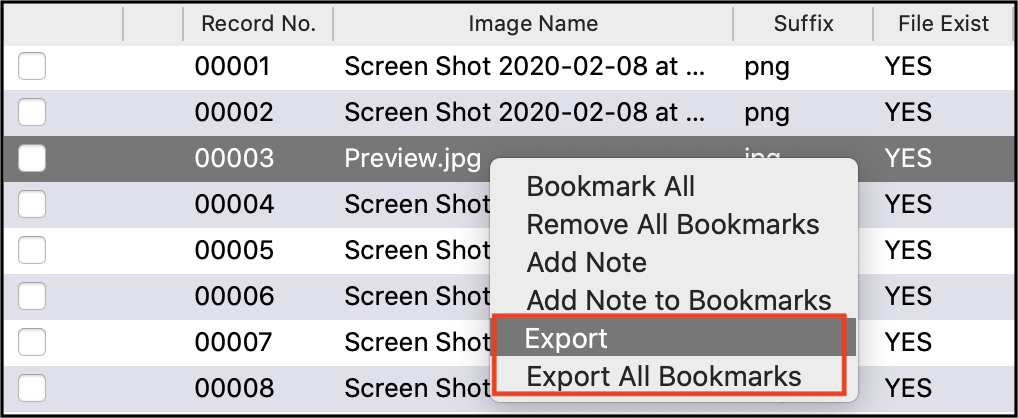 Record No. Image Name Suffix File Exist
00001 Screen Shot 2020-02-08 at ... png YES
00002 Screen Shot 2020-02-08 at ... png YES
00003 Preview.jpg jpg YES
00004 Screen Shot YES
00005 Screen Shot YES
00006 Screen Shot YES
00007 Screen Shot YES
00008 Screen Shot YES
Bookmark All
Remove All Bookmarks
Add Note
Add Note to Bookmarks
Export
Export All Bookmarks